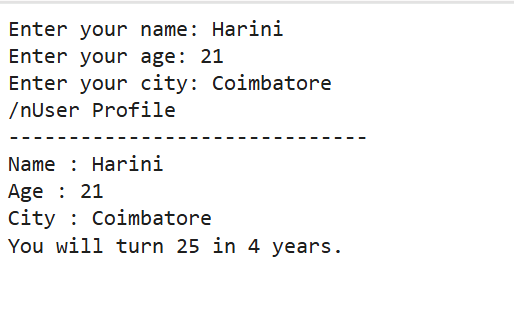 Enter your name: Harini
Enter your age: 21
Enter your city: Coimbatore
/nUser Profile
------------------------------
Name : Harini
Age : 21
City : Coimbatore
You will turn 25 in 4 years.